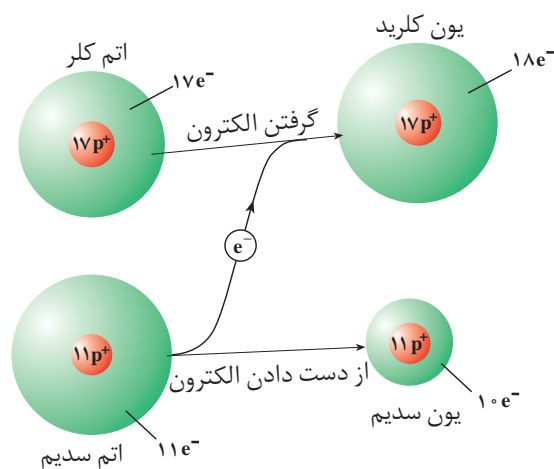 یون کلرید
اتم کلر
۱۸e⁻
۱۷e⁻
گرفتن الکترون
۱۷p⁺
۱۷p⁺
e⁻
۱۱p⁺
۱۱p⁺
از دست دادن الکترون
۱۰e⁻
یون سدیم
۱۱e⁻
اتم سدیم